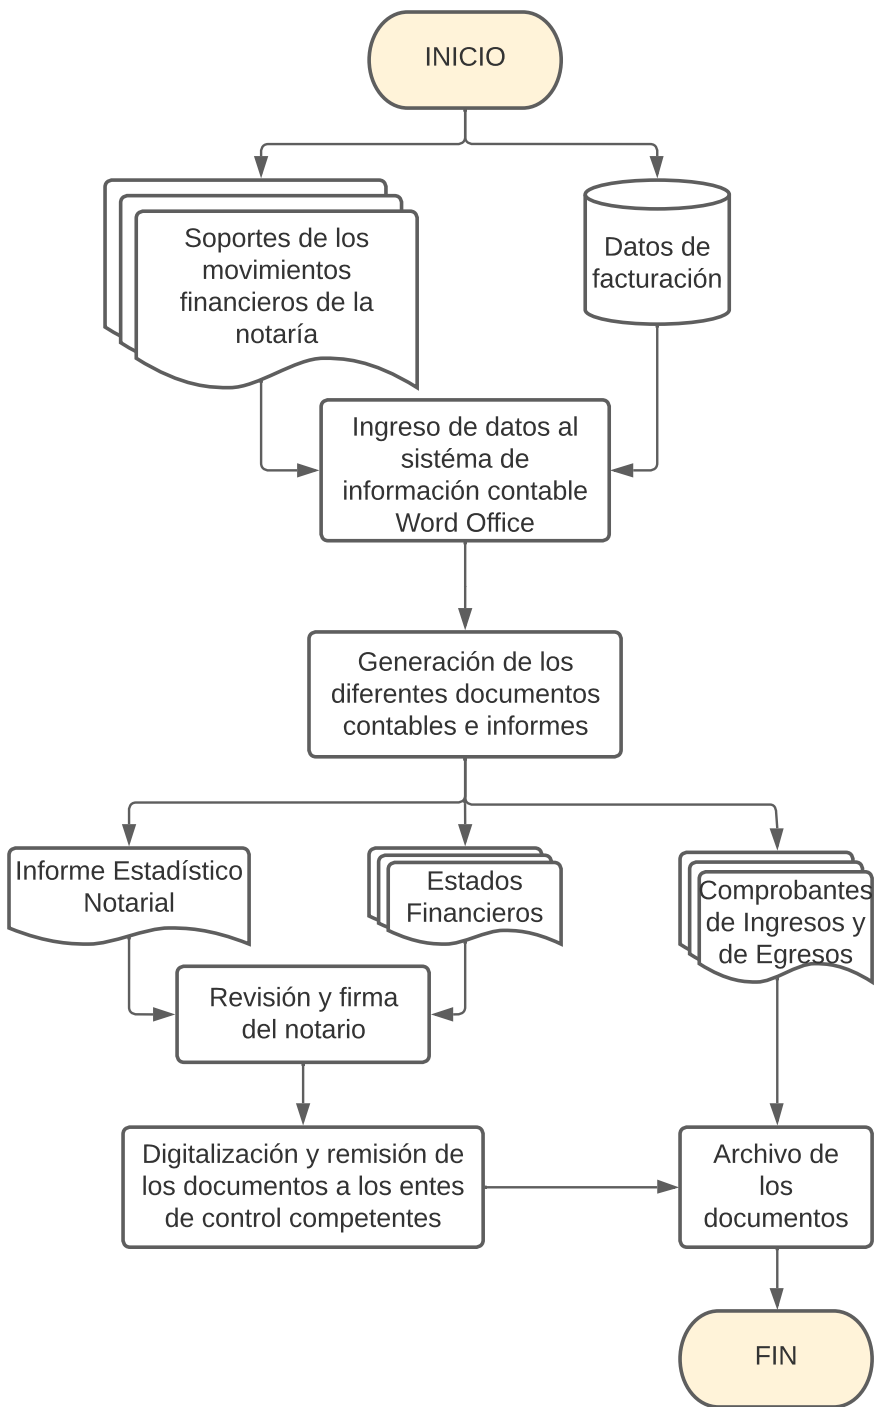 INICIO
Soportes de los
movimientos
financieros de la
notaría
Datos de
facturación
Ingreso de datos al
sistéma de
información contable
Word Office
Generación de los
diferentes documentos
contables e informes
Informe Estadístico
Notarial
Estados
Financieros
Comprobantes
de Ingresos y
de Egresos
Revisión y firma
del notario
Digitalización y remisión de
los documentos a los entes
de control competentes
Archivo de
los
documentos
FIN